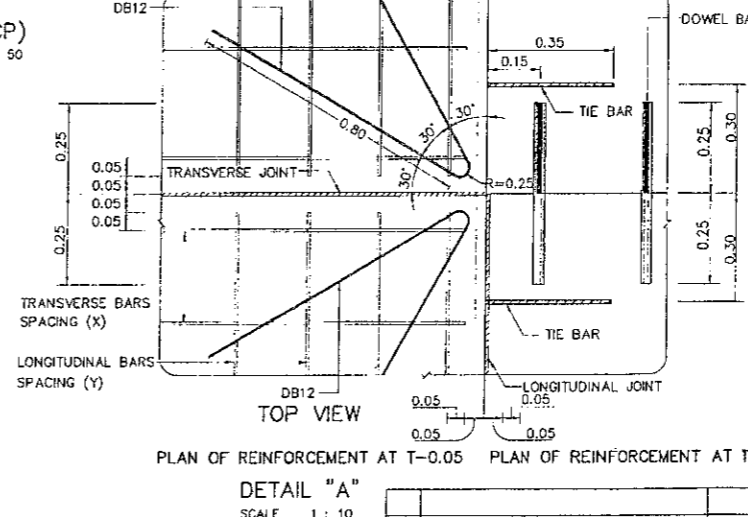 DB12
CP)
50
DOWEL BA
0.35
0.15
TIE BAR
0.80
30°
30°
30°
0.25
0.25
0.30
0.05
0.05
0.05
0.05
TRANSVERSE JOINT
R=0.25
0.25
0.25
0.30
TRANSVERSE BARS
SPACING (X)
TIE BAR
LONGITUDINAL BARS
SPACING (Y)
DB12
LONGITUDINAL JOINT
TOP VIEW
0.05
0.05
0.05
0.05
PLAN OF REINFORCEMENT AT T-0.05
PLAN OF REINFORCEMENT AT T
DETAIL "A"
SCALE 1 : 10